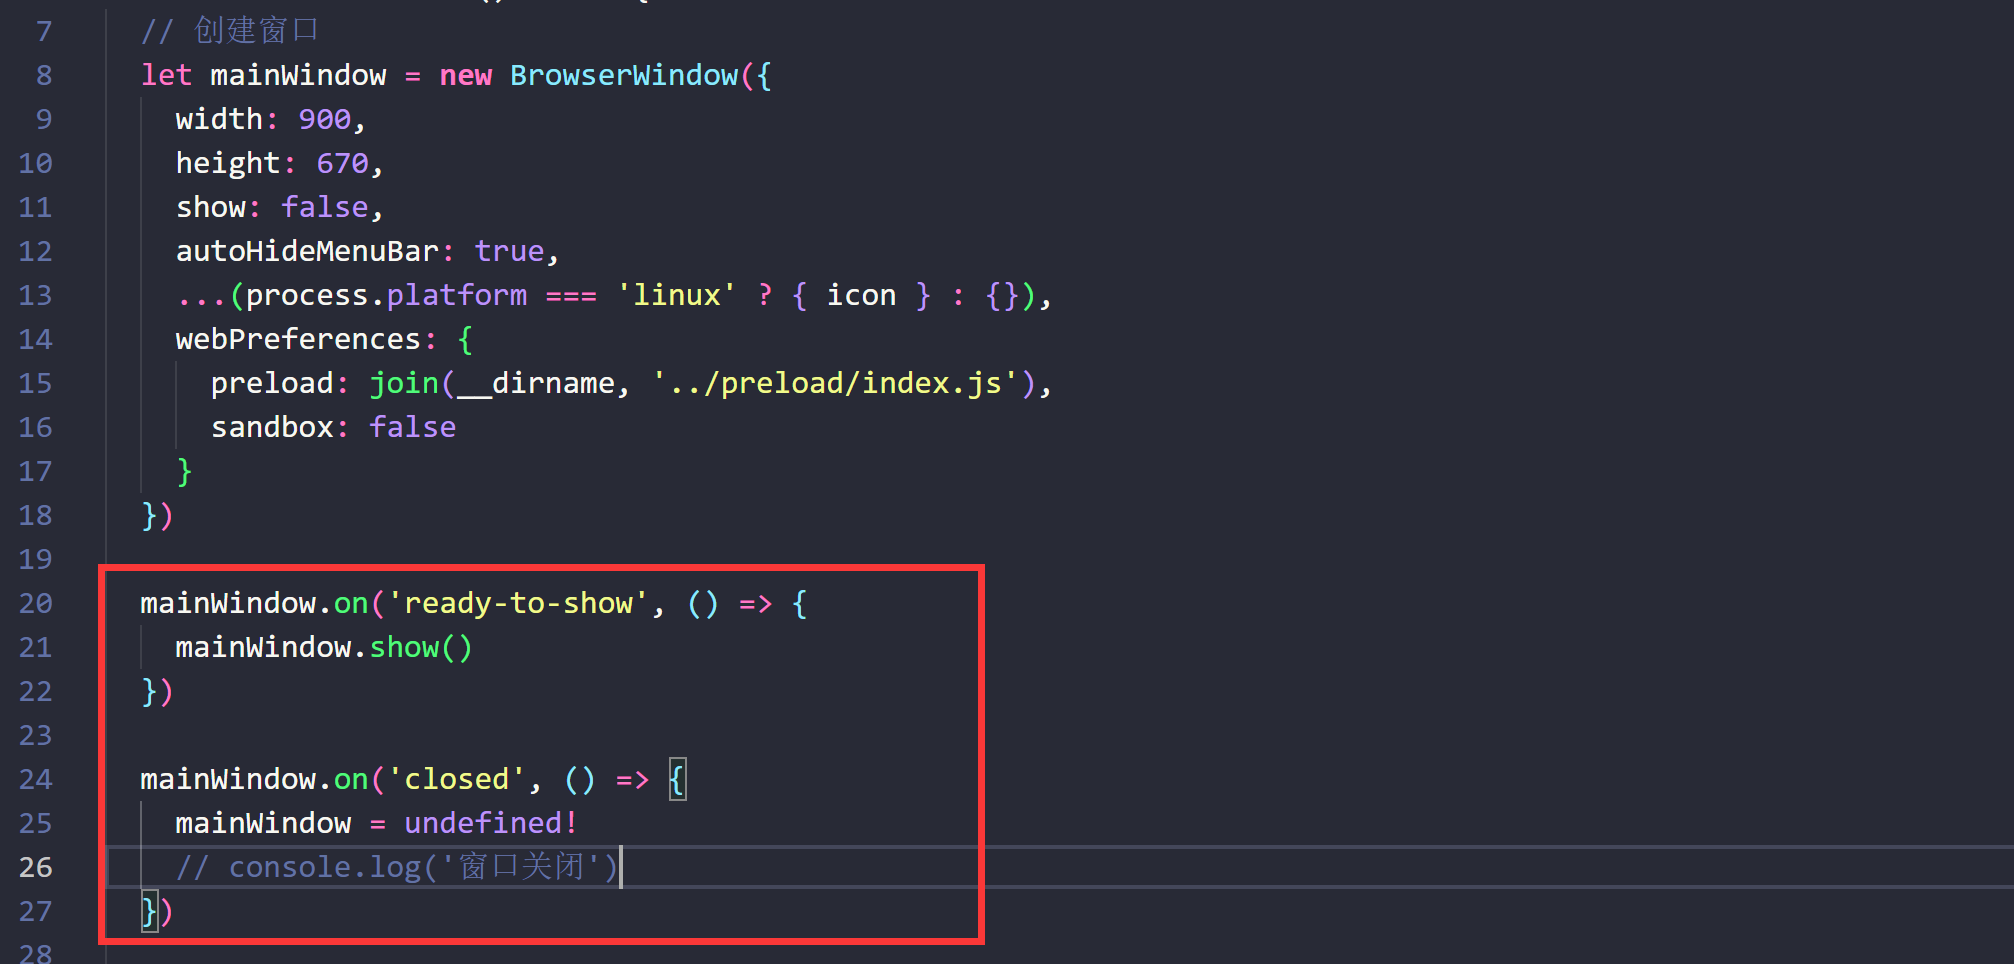 7 // 创建窗口
8 let mainWindow = new BrowserWindow({
9 width: 900,
10 height: 670,
11 show: false,
12 autoHideMenuBar: true,
13 ...(process.platform === 'linux' ? { icon } : {}),
14 webPreferences: {
15 preload: join(__dirname, '../preload/index.js'),
16 sandbox: false
17 }
18 })
19
20 mainWindow.on('ready-to-show', () => {
21 mainWindow.show()
22 })
23
24 mainWindow.on('closed', () => {
25 mainWindow = undefined!
26 // console.log('窗口关闭')
27 })
28